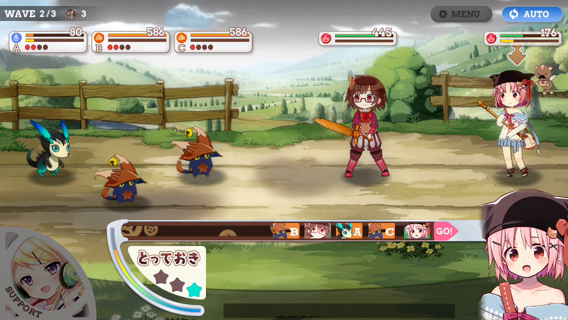 WAVE 2/3 3
MENU
AUTO
80
A
586
B
586
C
445
176
B
A
C
GO!
とっておき
SUPPORT